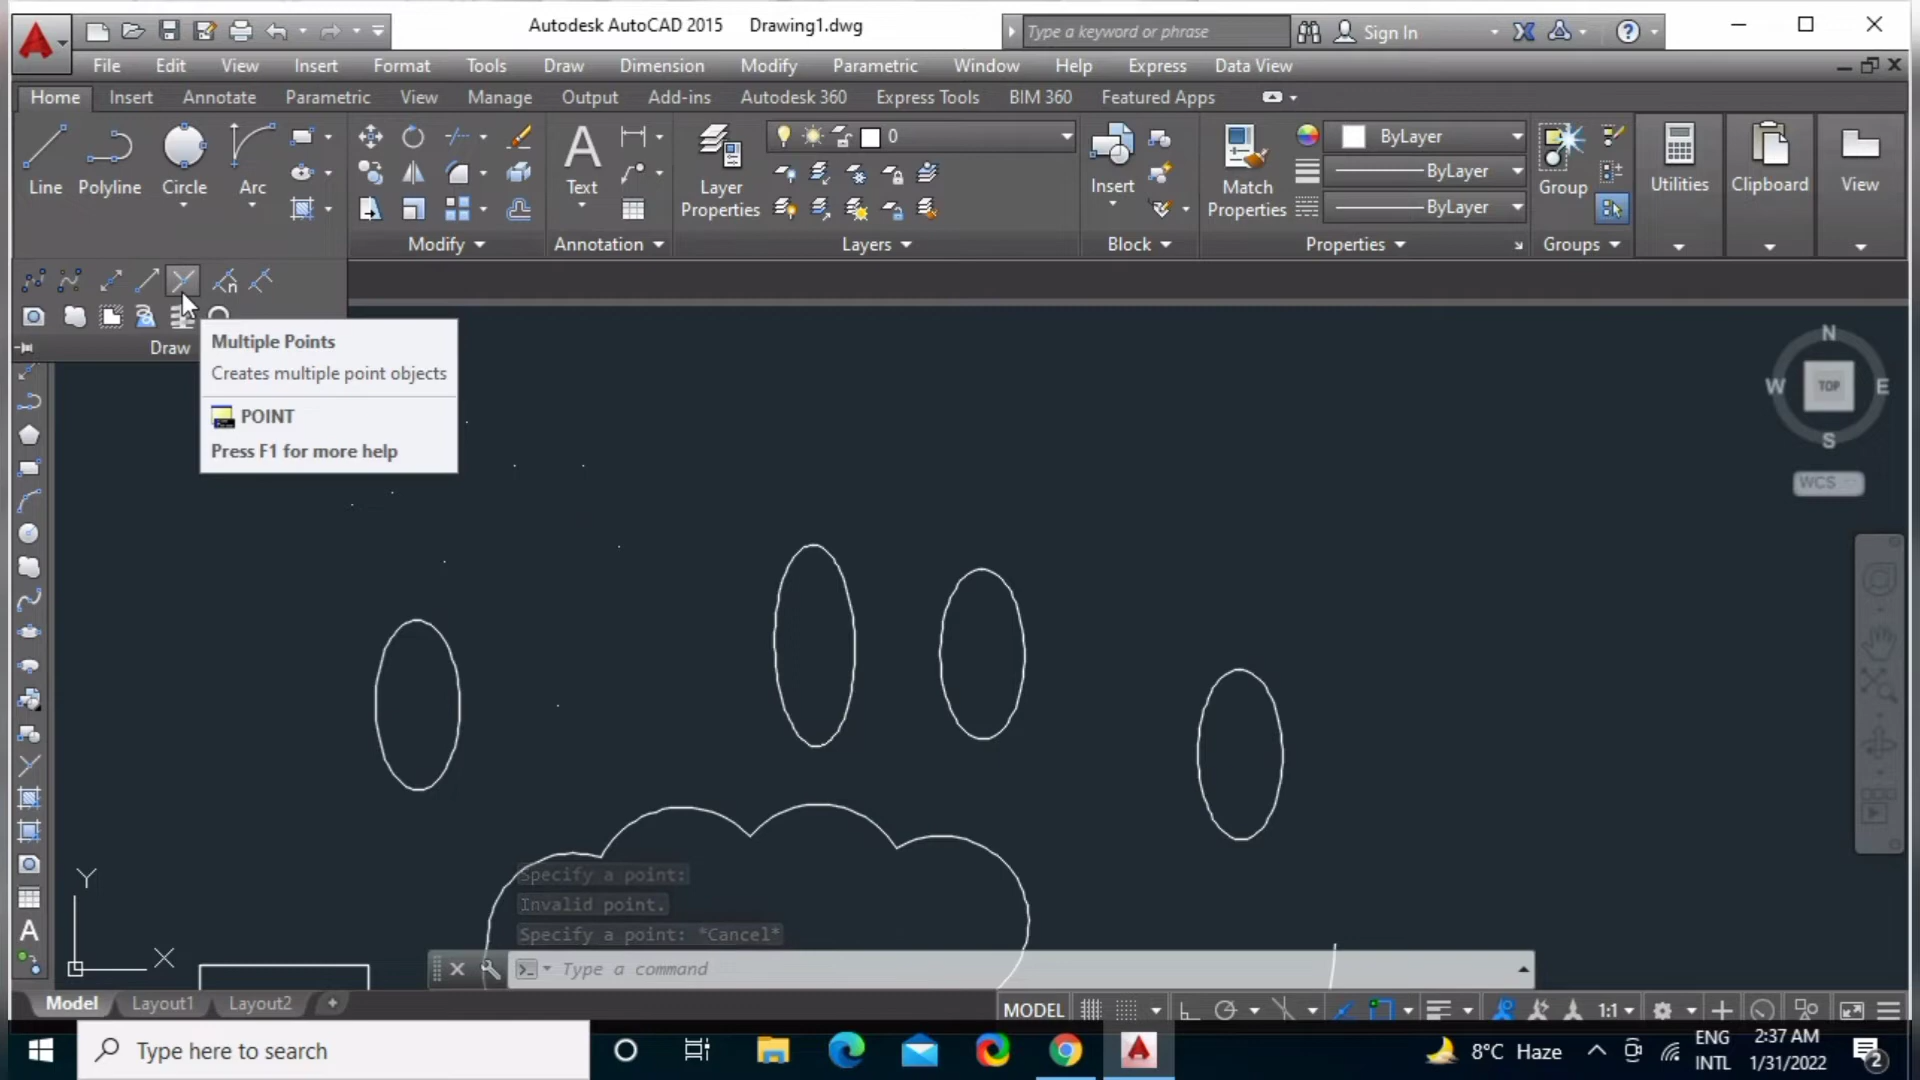 Autodesk AutoCAD 2015 Drawing1.dwg
Type a keyword or phrase
Sign In
File Edit View Insert Format Tools Draw Dimension Modify Parametric Window Help Express Data View
Home Insert Annotate Parametric View Manage Output Add-ins Autodesk 360 Express Tools BIM 360 Featured Apps
Line Polyline Circle Arc
Text
Layer Properties
0
Insert
Match Properties
ByLayer
ByLayer
ByLayer
Group
Utilities
Clipboard
View
Modify Annotation Layers Block Properties Groups
Draw
Multiple Points
Creates multiple point objects
POINT
Press F1 for more help
N
W TOP E
S
WCS
Specify a point:
Invalid point.
Specify a point: *Cancel*
Y
X
Type a command
Model Layout1 Layout2 +
MODEL 1:1
Type here to search
8°C Haze
ENG
INTL
2:37 AM
1/31/2022
2